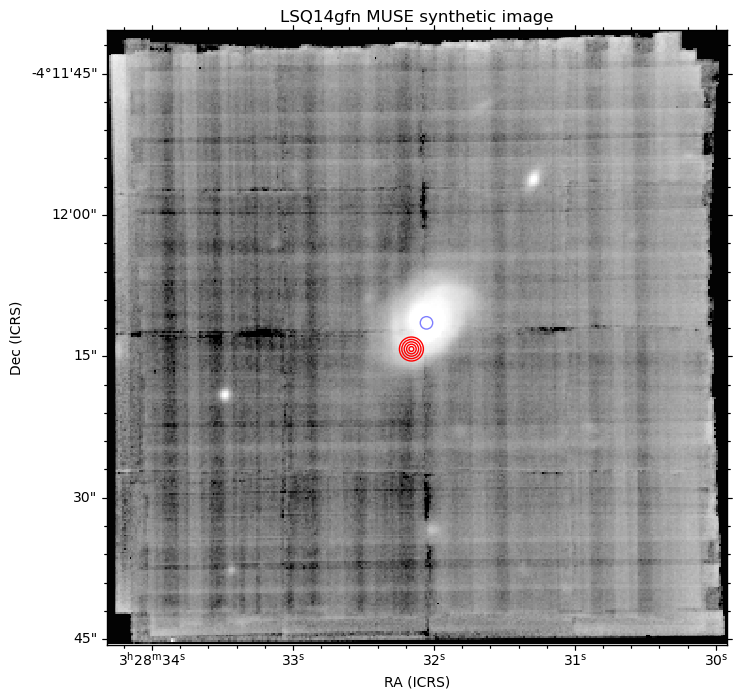 LSQ14gfn MUSE synthetic image
-4°11'45"
12'00"
15"
30"
45"
Dec (ICRS)
3ʰ28ᵐ34ˢ
33ˢ
32ˢ
31ˢ
30ˢ
RA (ICRS)